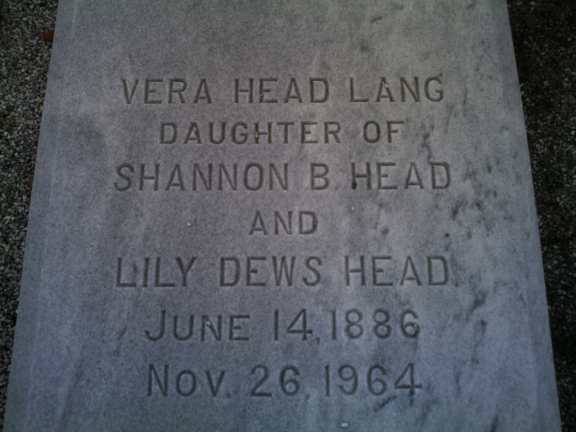 VERA HEAD LANG
DAUGHTER OF
SHANNON B. HEAD
AND
LILY DEWS HEAD
JUNE 14, 1886
NOV. 26, 1964